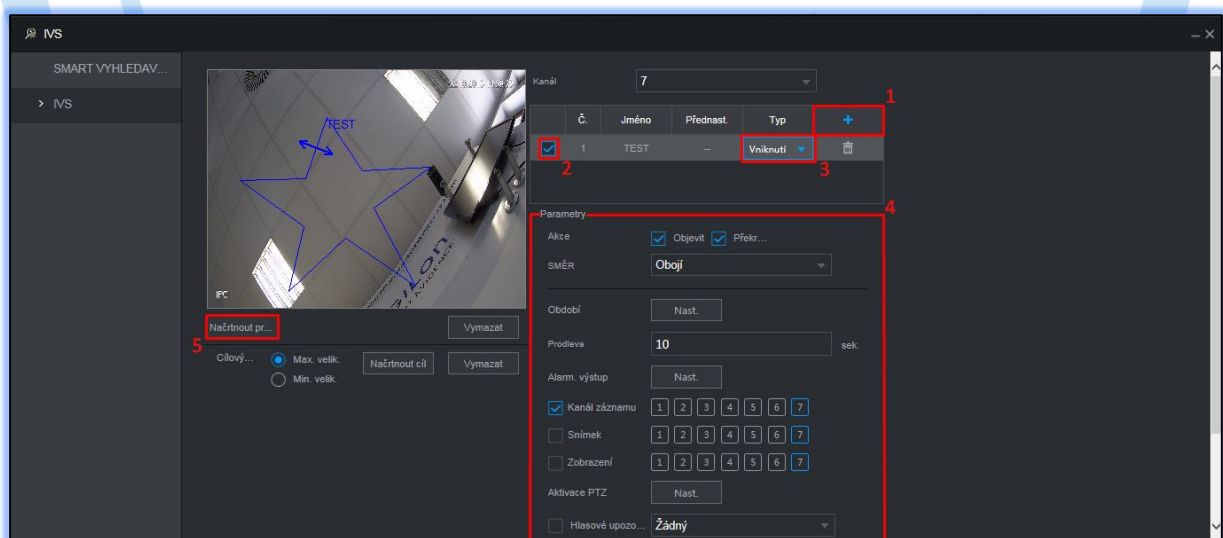 IVS
SMART VYHLEDAV...
> IVS
TEST
IPC
Načrtnout pr...
Vymazat
5
Cílový...
Max. velik.
Načrtnout cíl
Vymazat
Min. velik.
Kanál
7
1
Č. Jméno Přednast. Typ +
1 TEST – Vniknutí
2
3
4
Parametry
Akce Objevit Překr...
SMĚR Obojí
Období Nast.
Prodleva 10 sek.
Alarm. výstup Nast.
Kanál záznamu 1 2 3 4 5 6 7
Snímek 1 2 3 4 5 6 7
Zobrazení 1 2 3 4 5 6 7
Aktivace PTZ Nast.
Hlasové upozo... Žádný